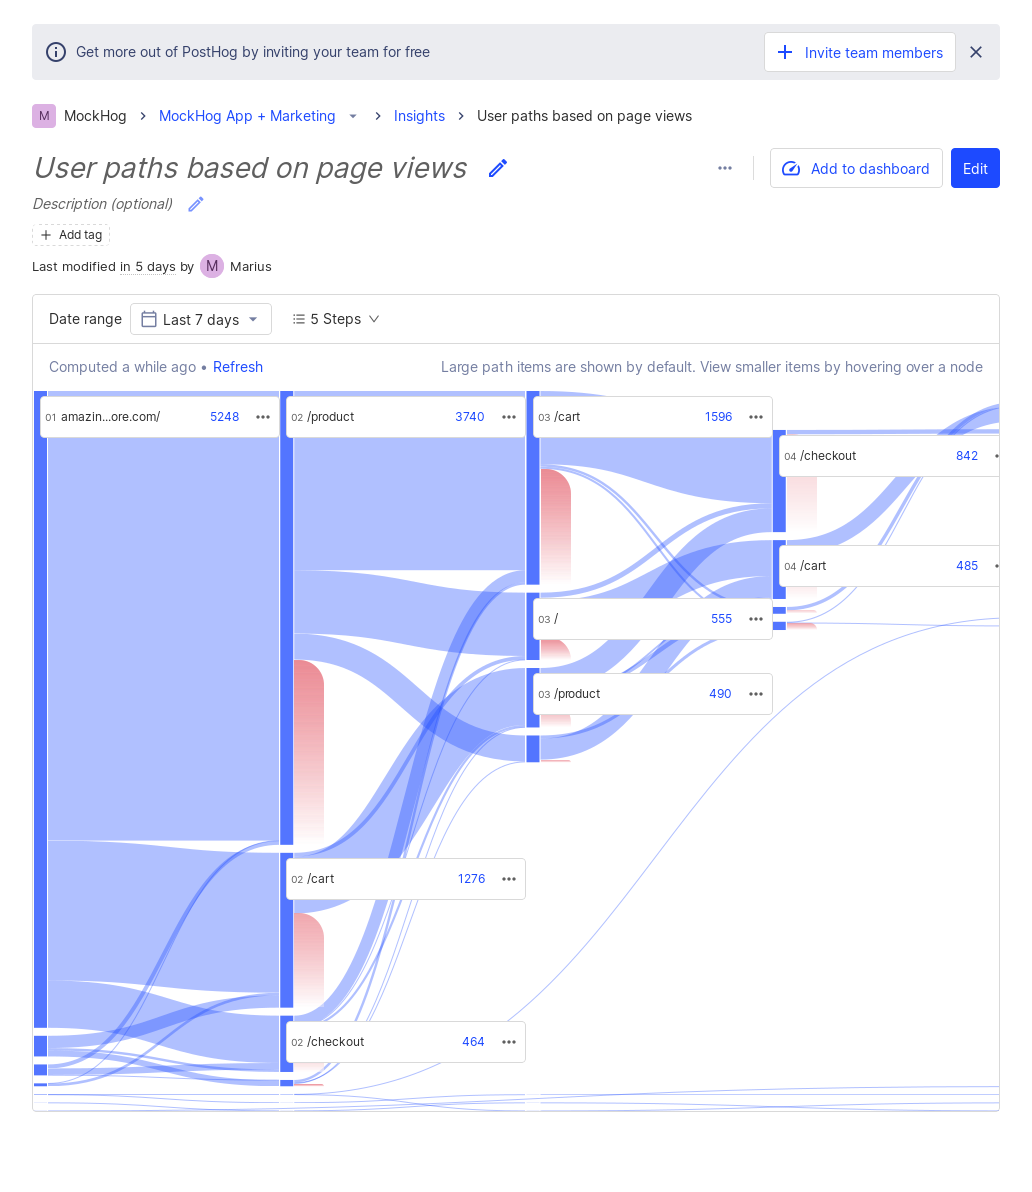 Get more out of PostHog by inviting your team for free
Invite team members
M MockHog MockHog App + Marketing Insights User paths based on page views
User paths based on page views
Add to dashboard Edit
Description (optional)
Add tag
Last modified in 5 days by M Marius
Date range Last 7 days 5 Steps
Computed a while ago • Refresh Large path items are shown by default. View smaller items by hovering over a node
01 amazin...ore.com/ 5248
02 /product 3740
03 /cart 1596
04 /checkout 842
04 /cart 485
03 / 555
03 /product 490
02 /cart 1276
02 /checkout 464